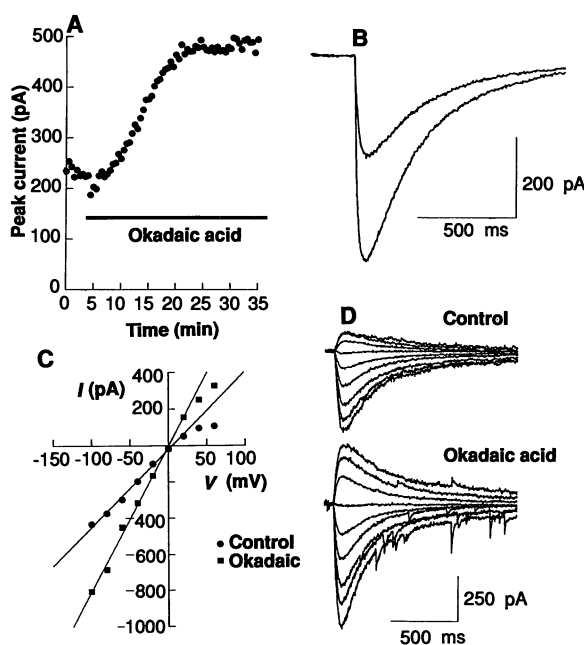 A
Peak current (pA)
500
400
300
200
100
0
Okadaic acid
0 5 10 15 20 25 30 35
Time (min)
B
200 pA
500 ms
C
I (pA)
400
200
-150 -100 -50 0 50 100
V (mV)
-200
-400
-600
-800
-1000
Control
Okadaic
D
Control
Okadaic acid
250 pA
500 ms